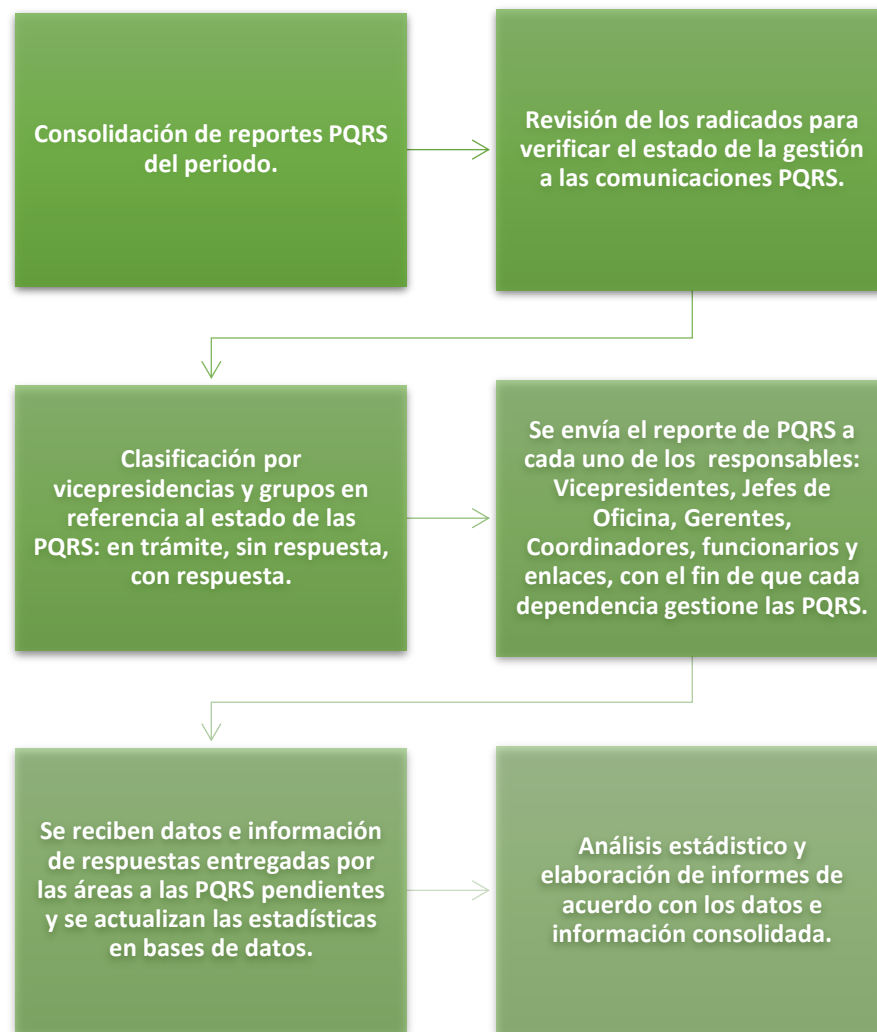 Consolidación de reportes PQRS
del periodo.
Revisión de los radicados para
verificar el estado de la gestión
a las comunicaciones PQRS.
Clasificación por
vicepresidencias y grupos en
referencia al estado de las
PQRS: en trámite, sin respuesta,
con respuesta.
Se envía el reporte de PQRS a
cada uno de los responsables:
Vicepresidentes, Jefes de
Oficina, Gerentes,
Coordinadores, funcionarios y
enlaces, con el fin de que cada
dependencia gestione las PQRS.
Se reciben datos e información
de respuestas entregadas por
las áreas a las PQRS pendientes
y se actualizan las estadísticas
en bases de datos.
Análisis estádistico y
elaboración de informes de
acuerdo con los datos e
información consolidada.